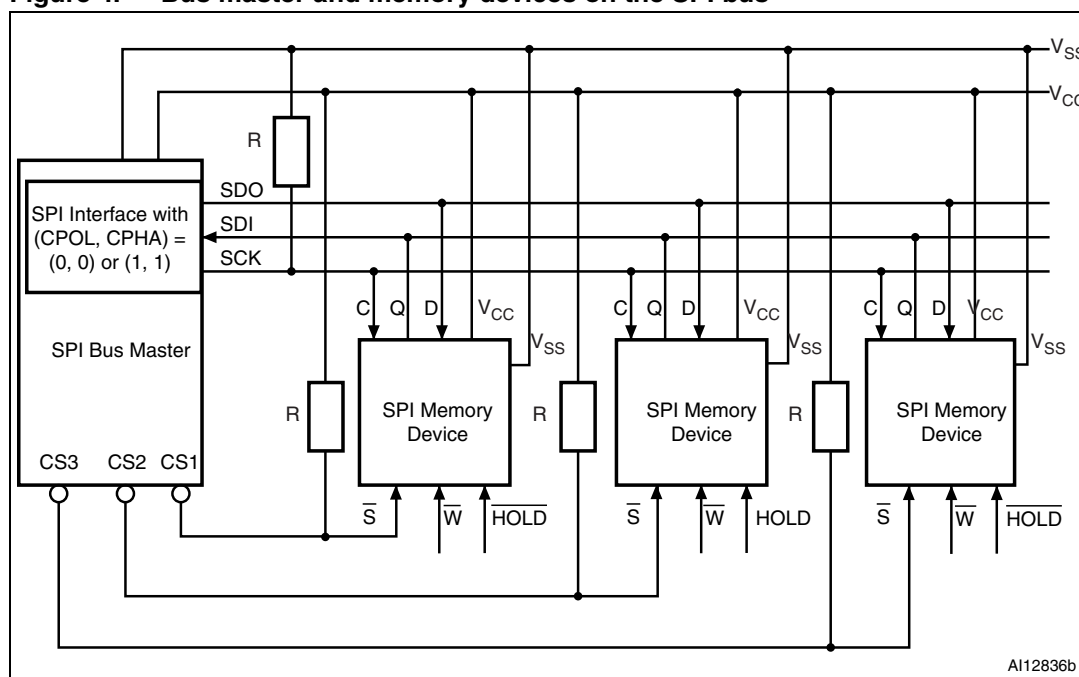 Figure 4. Bus master and memory devices on the SPI bus
VSS
VCC
R
SDO
SPI Interface with
(CPOL, CPHA) =
(0, 0) or (1, 1)
SDI
SCK
C Q D VCC VSS
C Q D VCC VSS
C Q D VCC VSS
SPI Bus Master
R
SPI Memory
Device
R
SPI Memory
Device
R
SPI Memory
Device
CS3 CS2 CS1
S̅ W̅ H̅O̅L̅D̅
S̅ W̅ HOLD
S̅ W̅ H̅O̅L̅D̅
AI12836b